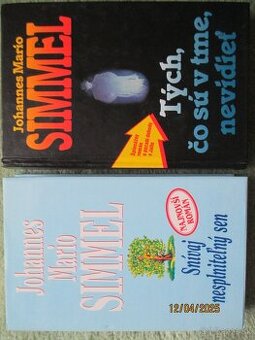 Johannes Mario
SIMMEL
Tých,
čo sú v tme,
nevidieť
Johannes
Mario
SIMMEL
NAJNOVŠÍ
ROMÁN
Snívaj
nesplniteľný sen
12/04/2025